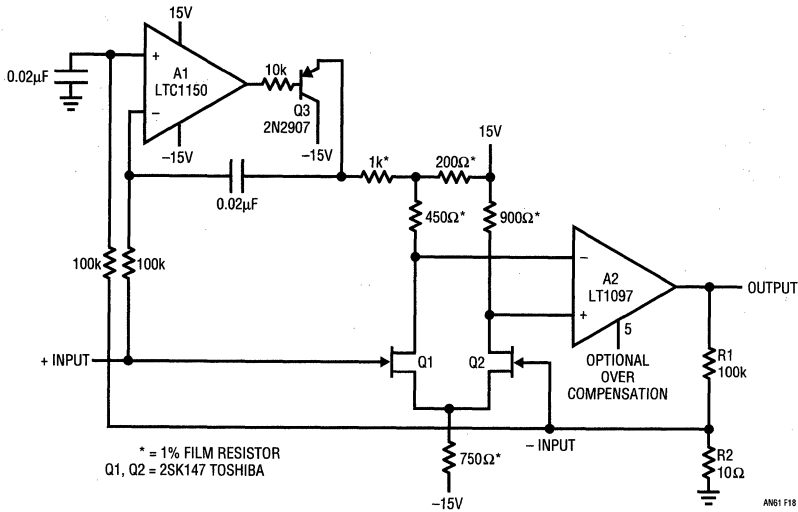 15V
+
0.02µF
A1
LTC1150
10k
–
Q3
2N2907
–15V
–15V
15V
1k*
200Ω*
0.02µF
450Ω*
900Ω*
–
100k
100k
A2
LT1097
OUTPUT
+
5
+ INPUT
Q1
Q2
OPTIONAL
OVER
COMPENSATION
R1
100k
– INPUT
* = 1% FILM RESISTOR
Q1, Q2 = 2SK147 TOSHIBA
750Ω*
R2
10Ω
–15V
AN61 F18